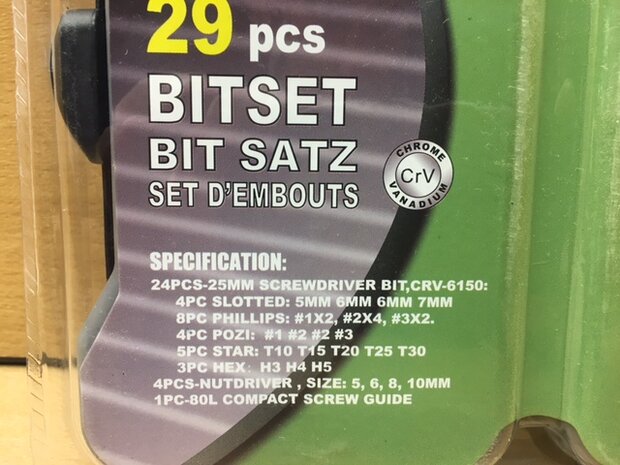 29 pcs
BITSET
BIT SATZ
SET D'EMBOUTS
CHROME
CrV
VANADIUM
SPECIFICATION:
24PCS-25MM SCREWDRIVER BIT,CRV-6150:
4PC SLOTTED: 5MM 6MM 6MM 7MM
8PC PHILLIPS: #1X2, #2X4, #3X2.
4PC POZI: #1 #2 #2 #3
5PC STAR: T10 T15 T20 T25 T30
3PC HEX: H3 H4 H5
4PCS-NUTDRIVER , SIZE: 5, 6, 8, 10MM
1PC-80L COMPACT SCREW GUIDE